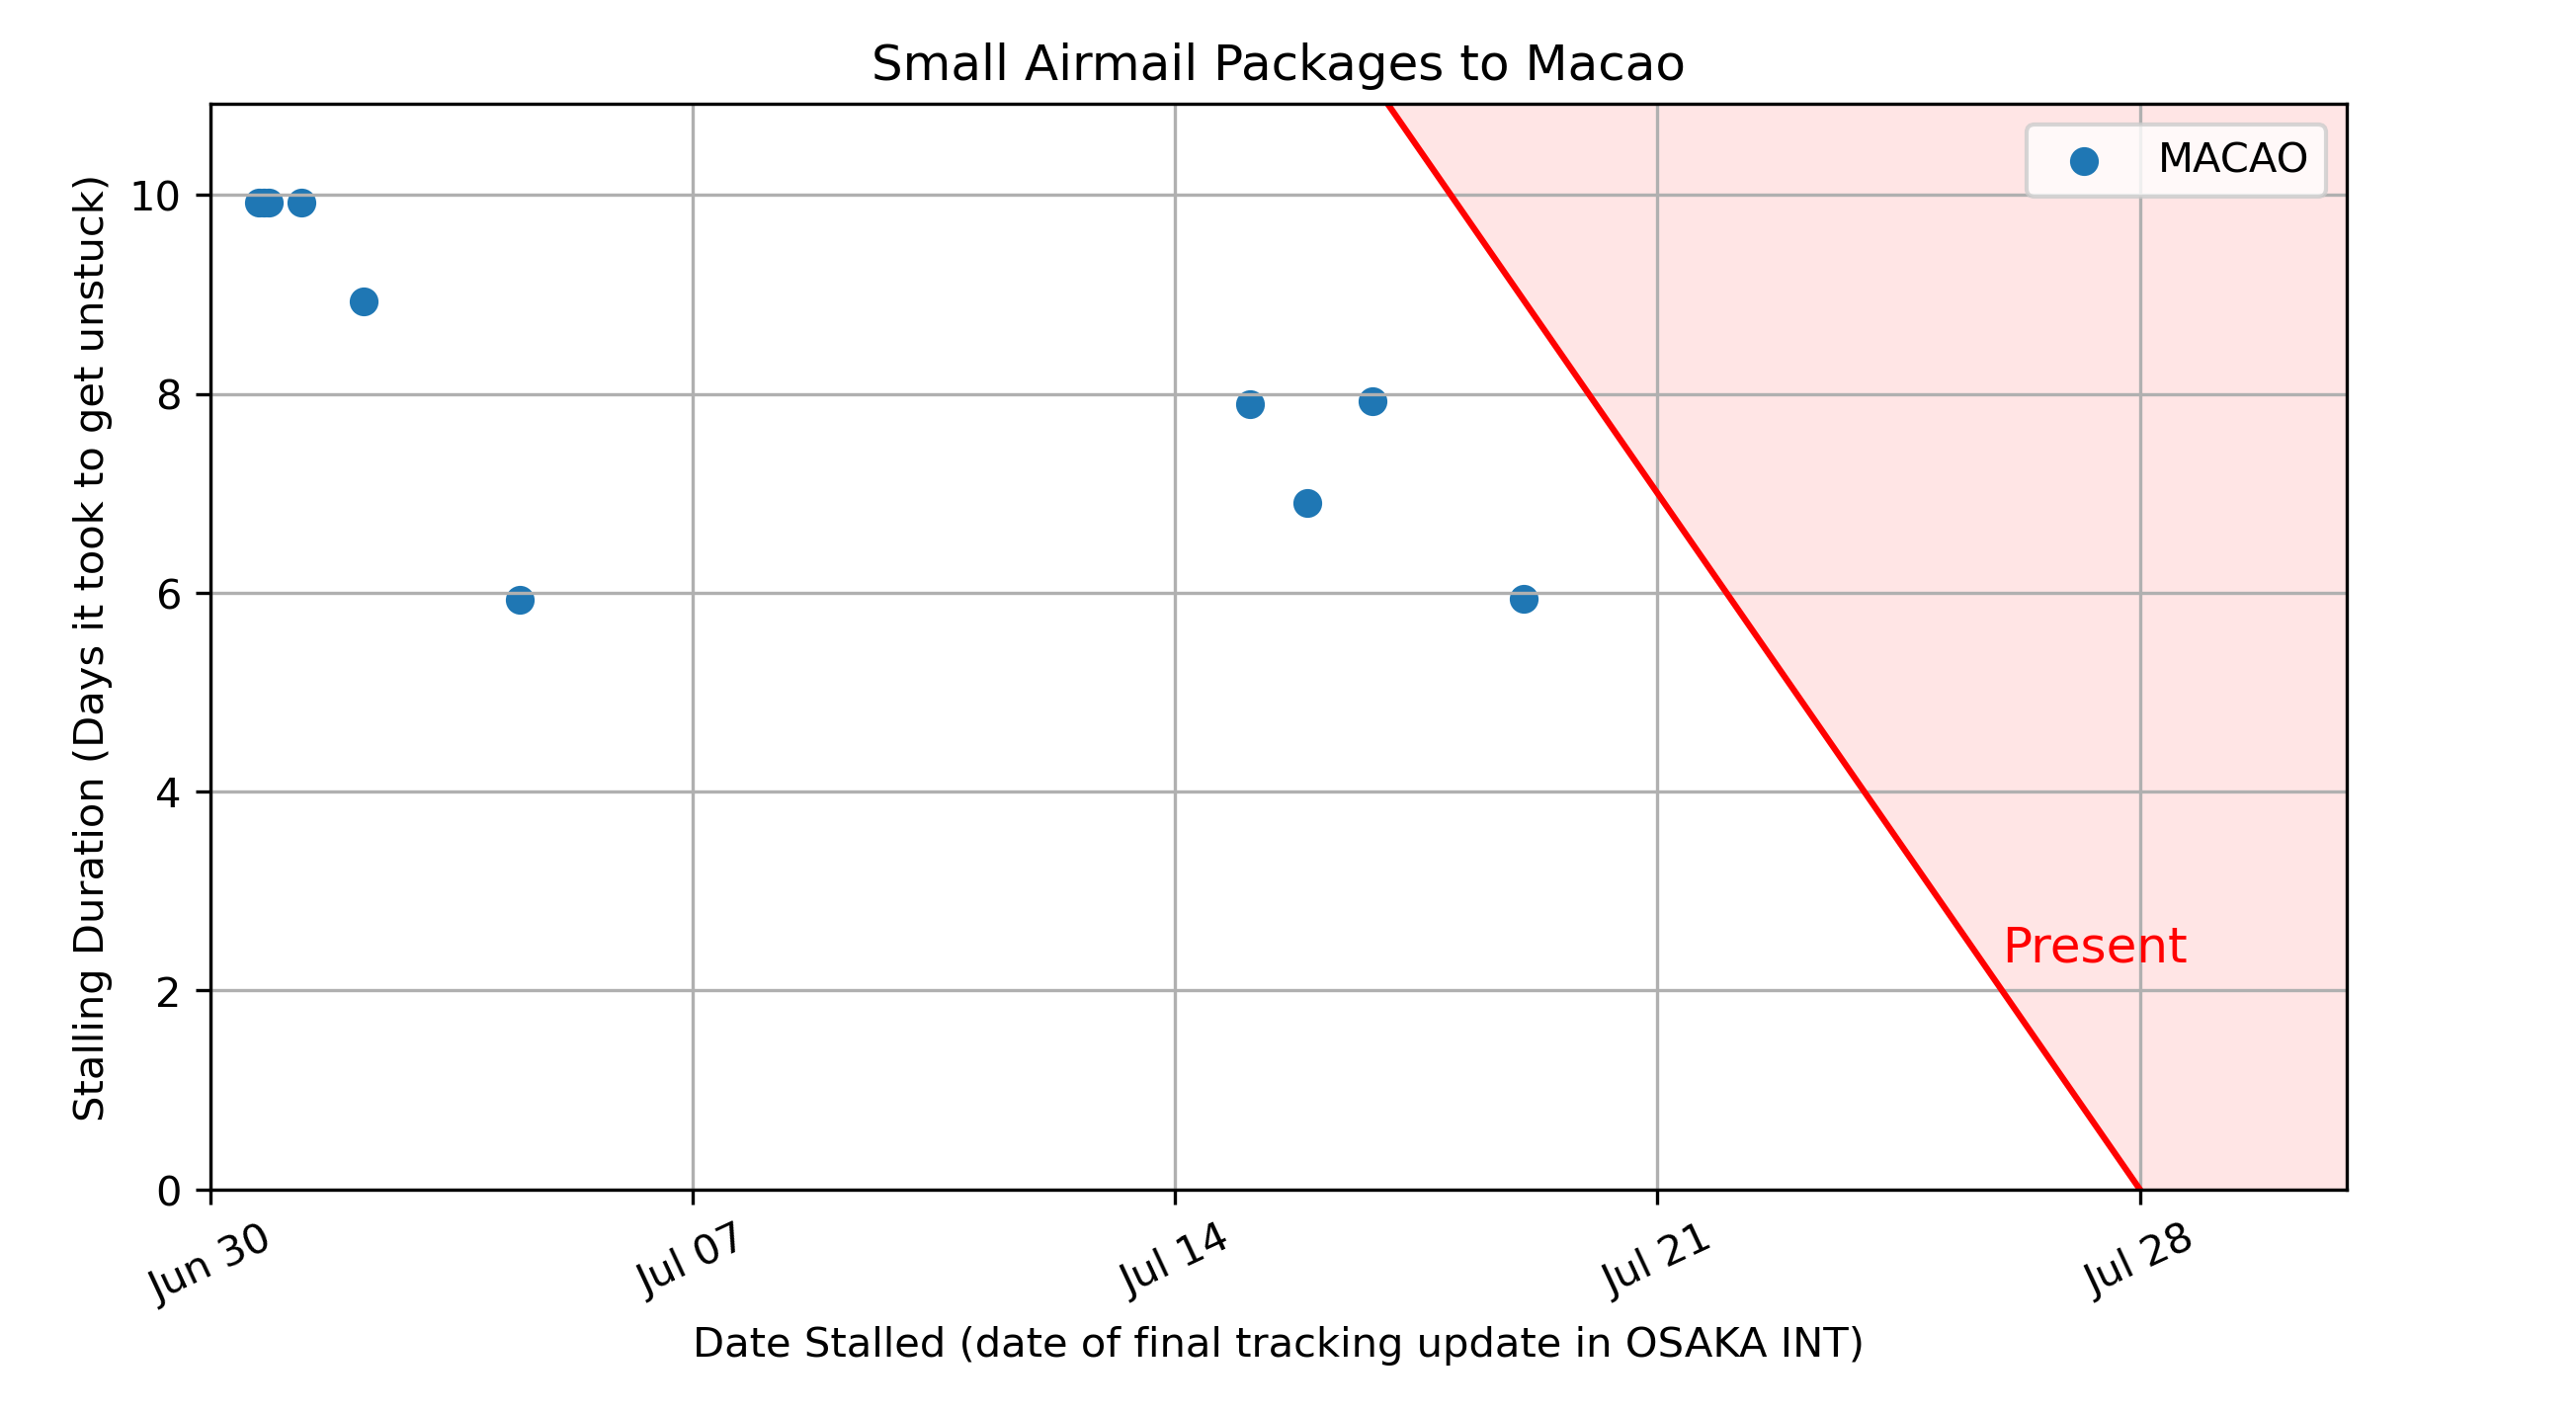 Small Airmail Packages to Macao
MACAO
Stalling Duration (Days it took to get unstuck)
10
8
6
4
2
0
Present
Jun 30
Jul 07
Jul 14
Jul 21
Jul 28
Date Stalled (date of final tracking update in OSAKA INT)